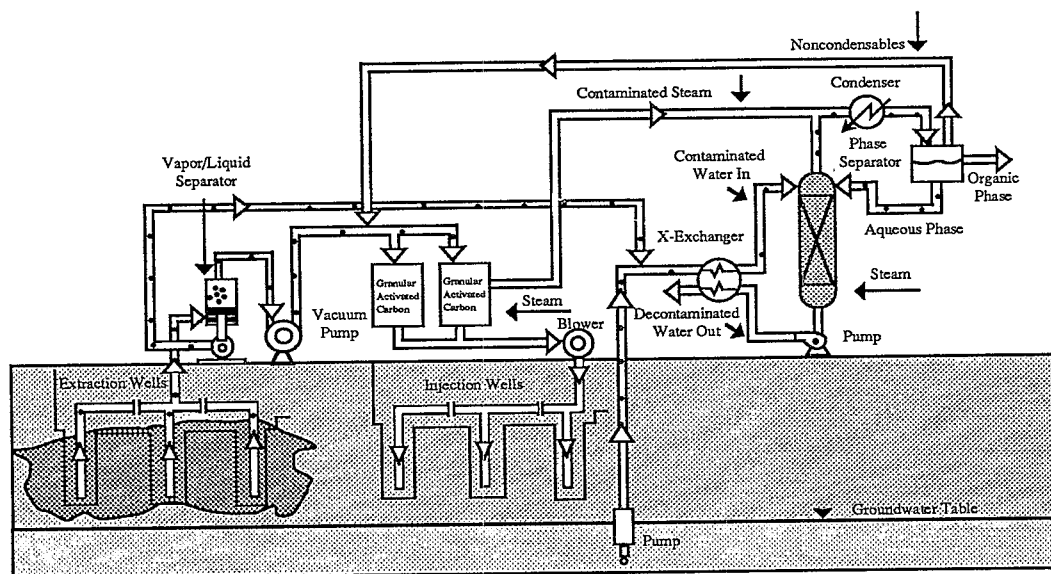 Noncondensables
Condenser
Contaminated Steam
Phase
Separator
Vapor/Liquid
Separator
Contaminated
Water In
Organic
Phase
Aqueous Phase
X-Exchanger
Granular
Activated
Carbon
Granular
Activated
Carbon
Steam
Steam
Vacuum
Pump
Blower
Decontaminated
Water Out
Pump
Extraction Wells
Injection Wells
Groundwater Table
Pump